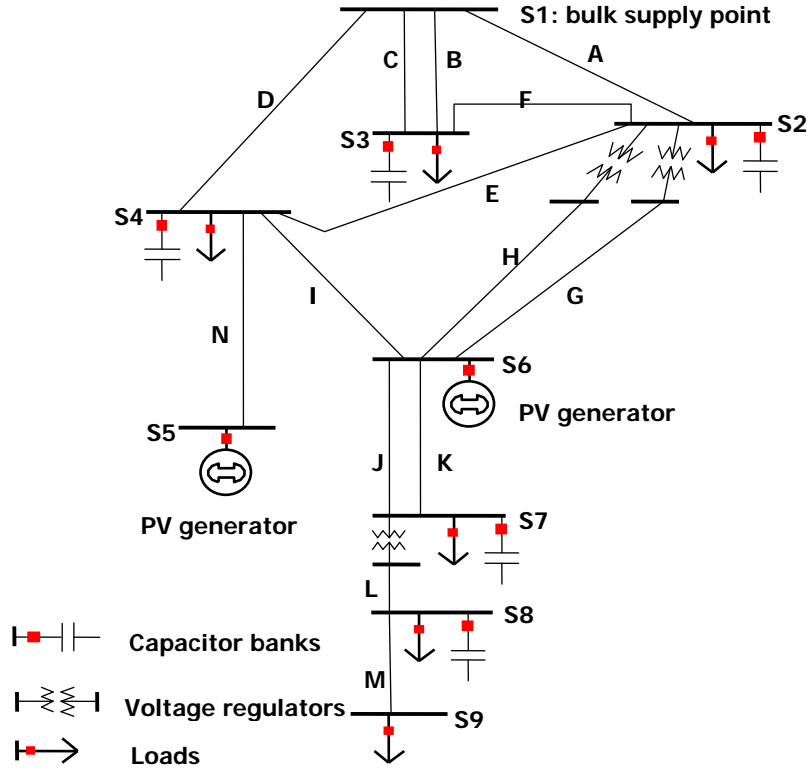 S1: bulk supply point
A
B
C
D
F
S2
S3
E
S4
H
G
I
N
S6
PV generator
S5
J
K
PV generator
S7
L
S8
Capacitor banks
M
Voltage regulators
S9
Loads